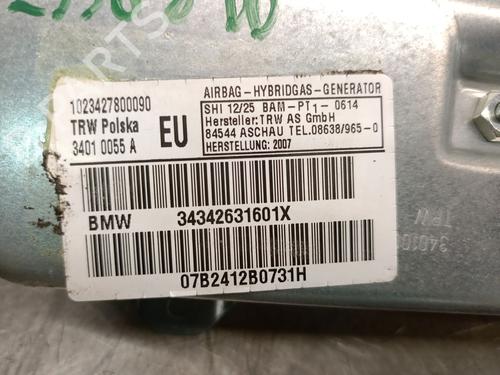 1023427800090
TRW Polska
3401 0055 A
EU
AIRBAG-HYBRIDGAS-GENERATOR
SHI 12/25 BAM-PT1-0614
Hersteller:TRW AS GmbH
84544 ASCHAU TEL.08638/965-0
HERSTELLUNG: 2007
BMW 34342631601X
07B2412B0731H